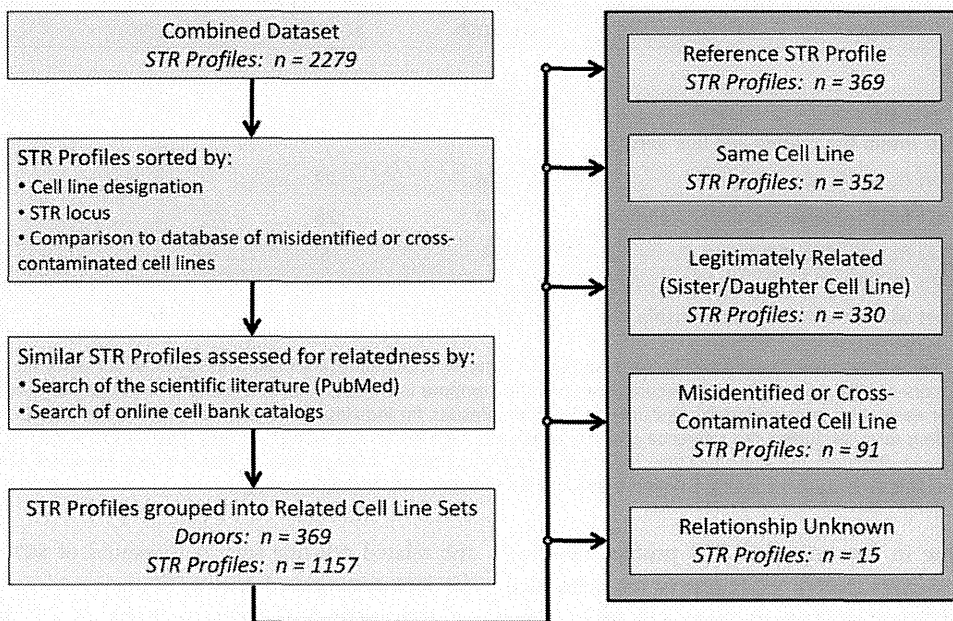 Combined Dataset
STR Profiles: n = 2279
STR Profiles sorted by:
• Cell line designation
• STR locus
• Comparison to database of misidentified or cross-
contaminated cell lines
Similar STR Profiles assessed for relatedness by:
• Search of the scientific literature (PubMed)
• Search of online cell bank catalogs
STR Profiles grouped into Related Cell Line Sets
Donors: n = 369
STR Profiles: n = 1157
Reference STR Profile
STR Profiles: n = 369
Same Cell Line
STR Profiles: n = 352
Legitimately Related
(Sister/Daughter Cell Line)
STR Profiles: n = 330
Misidentified or Cross-
Contaminated Cell Line
STR Profiles: n = 91
Relationship Unknown
STR Profiles: n = 15